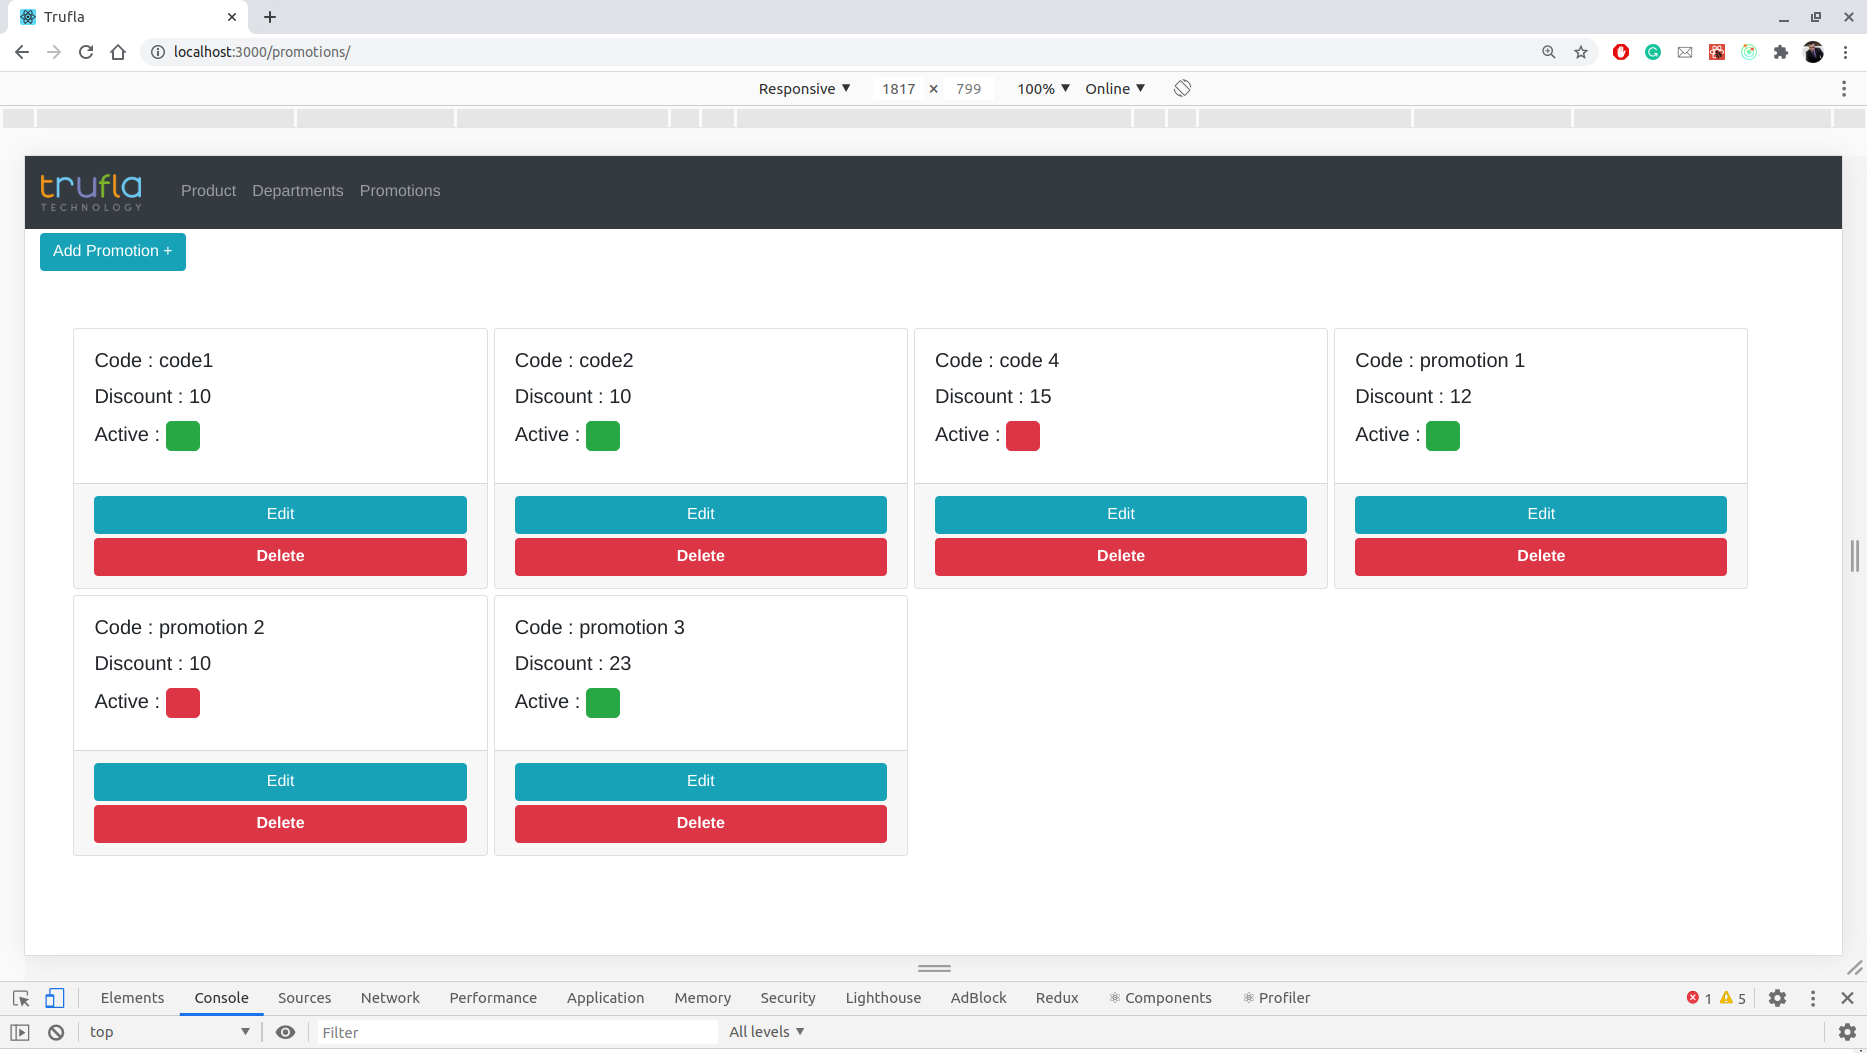 Trufla
localhost:3000/promotions/
Responsive ▼ 1817 × 799 100% ▼ Online ▼
trufla
TECHNOLOGY
Product Departments Promotions
Add Promotion +
Code : code1
Discount : 10
Active :
Edit
Delete
Code : code2
Discount : 10
Active :
Edit
Delete
Code : code 4
Discount : 15
Active :
Edit
Delete
Code : promotion 1
Discount : 12
Active :
Edit
Delete
Code : promotion 2
Discount : 10
Active :
Edit
Delete
Code : promotion 3
Discount : 23
Active :
Edit
Delete
Elements Console Sources Network Performance Application Memory Security Lighthouse AdBlock Redux Components Profiler 1 5
top Filter All levels ▼